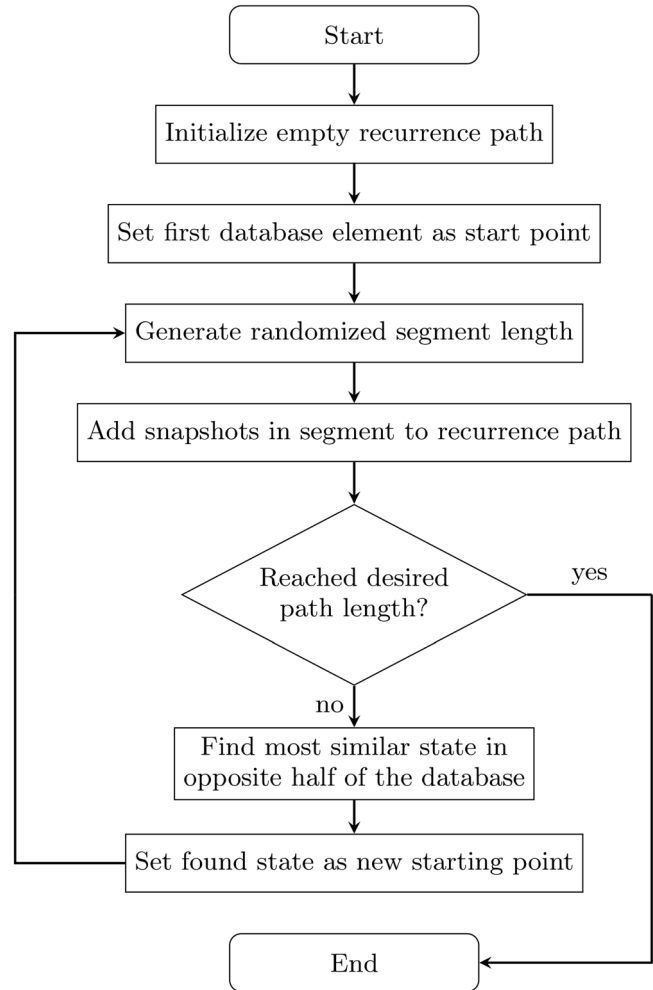 Start
Initialize empty recurrence path
Set first database element as start point
Generate randomized segment length
Add snapshots in segment to recurrence path
Reached desired
path length?
yes
no
Find most similar state in
opposite half of the database
Set found state as new starting point
End